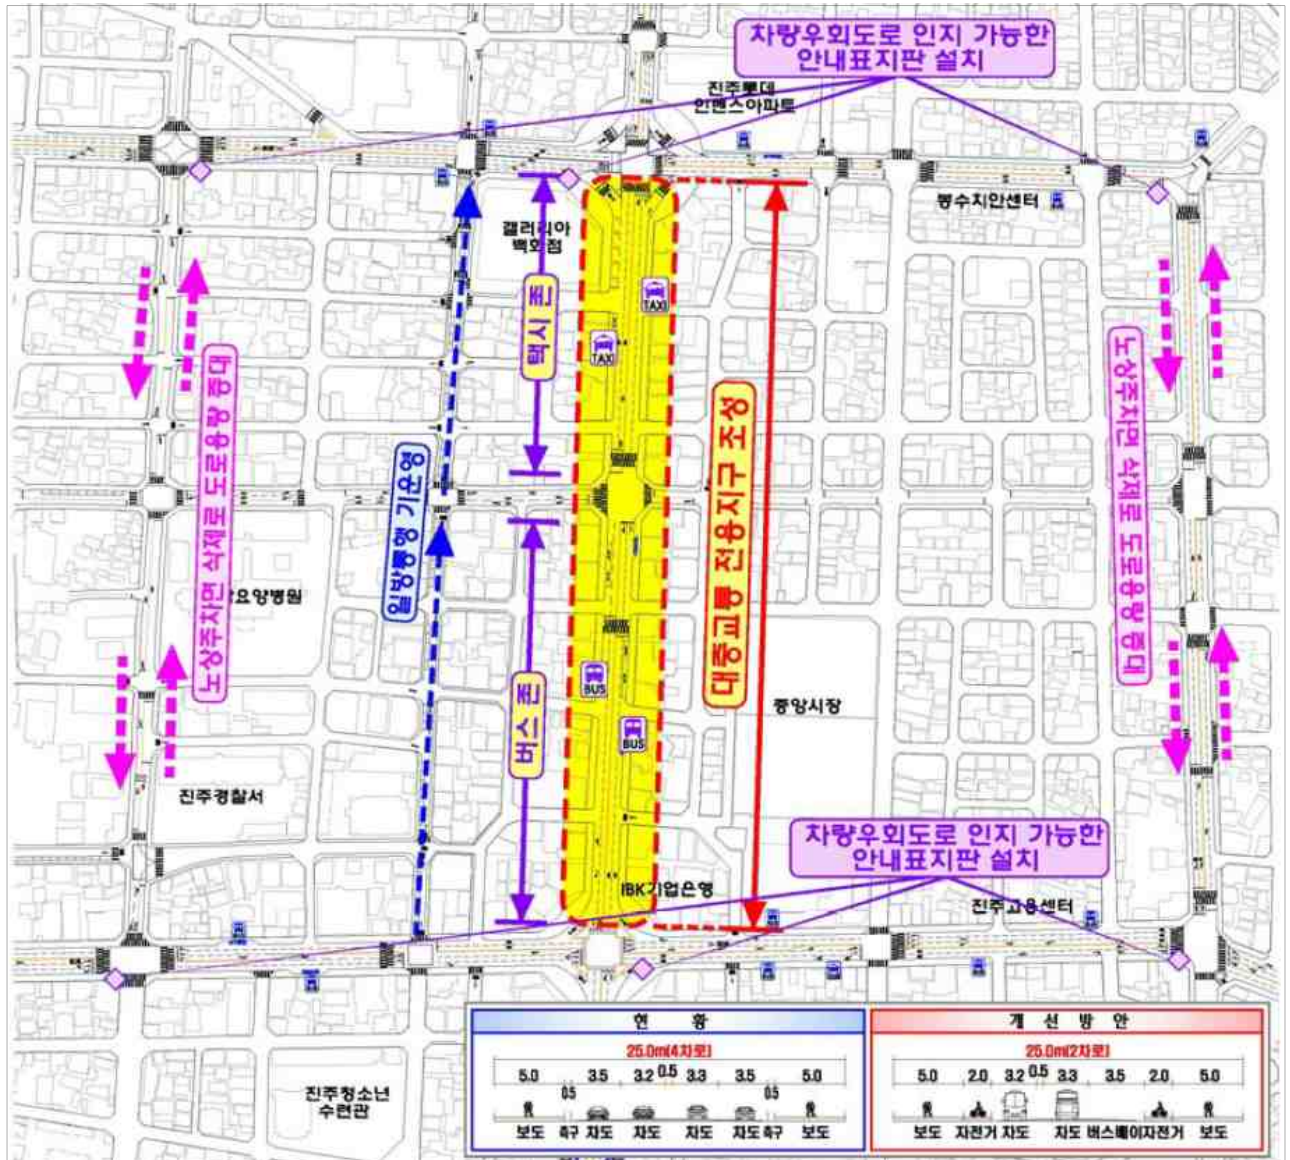 차량우회도로 인지 가능한
안내표지판 설치
진주롯데
인벤스아파트
봉수치안센터
갤러리아
백화점
택시 존
TAXI
TAXI
노상주차면 삭제로 도로용량 증대
일방통행 기운영
대중교통 전용지구 조성
노상주차면 삭제로 도로용량 증대
요양병원
버스 존
BUS
BUS
중앙시장
진주경찰서
차량우회도로 인지 가능한
안내표지판 설치
IBK기업은행
진주고용센터
진주청소년
수련관
현 황
25.0m(4차로)
5.0 3.5 3.2 0.5 3.3 3.5 5.0
0.5 0.5
보도 측구 차도 차도 차도 차도 측구 보도
개 선 방 안
25.0m(2차로)
5.0 2.0 3.2 0.5 3.3 3.5 2.0 5.0
보도 자전거 차도 차도 버스베이 자전거 보도